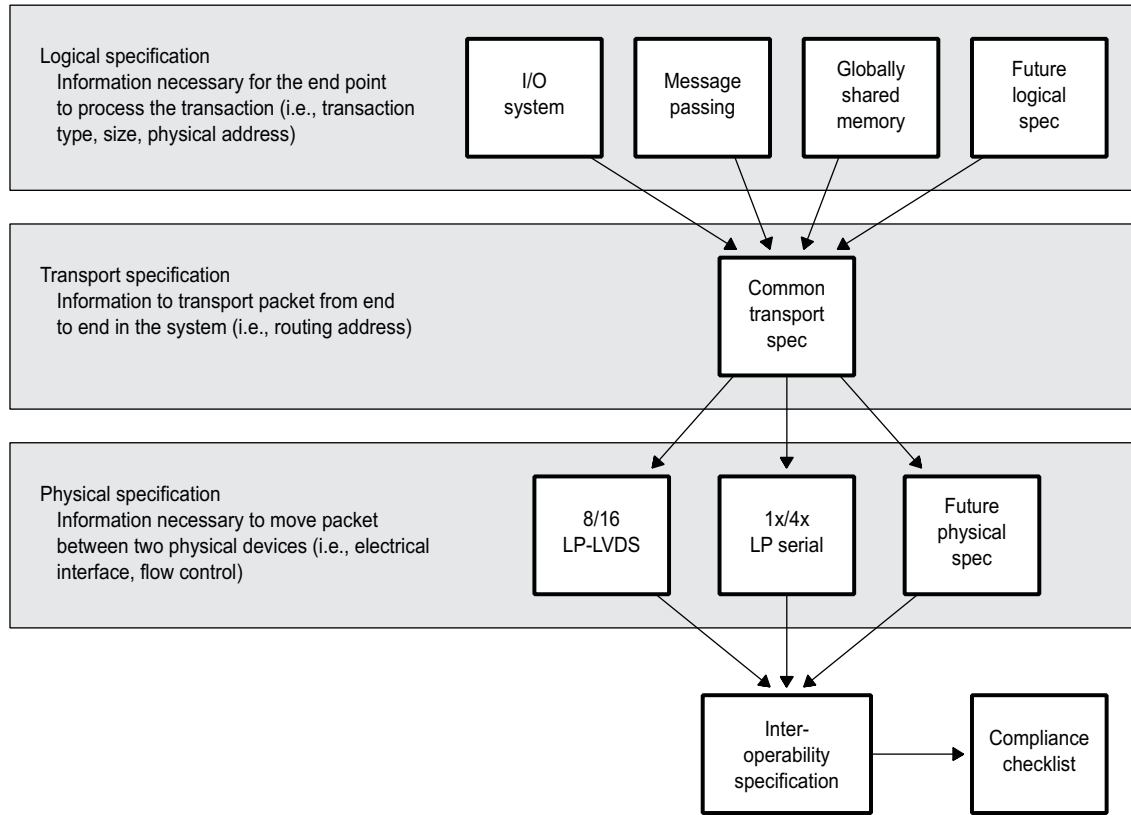 Logical specification
Information necessary for the end point
to process the transaction (i.e., transaction
type, size, physical address)
I/O
system
Message
passing
Globally
shared
memory
Future
logical
spec
Transport specification
Information to transport packet from end
to end in the system (i.e., routing address)
Common
transport
spec
Physical specification
Information necessary to move packet
between two physical devices (i.e., electrical
interface, flow control)
8/16
LP-LVDS
1x/4x
LP serial
Future
physical
spec
Inter-
operability
specification
Compliance
checklist